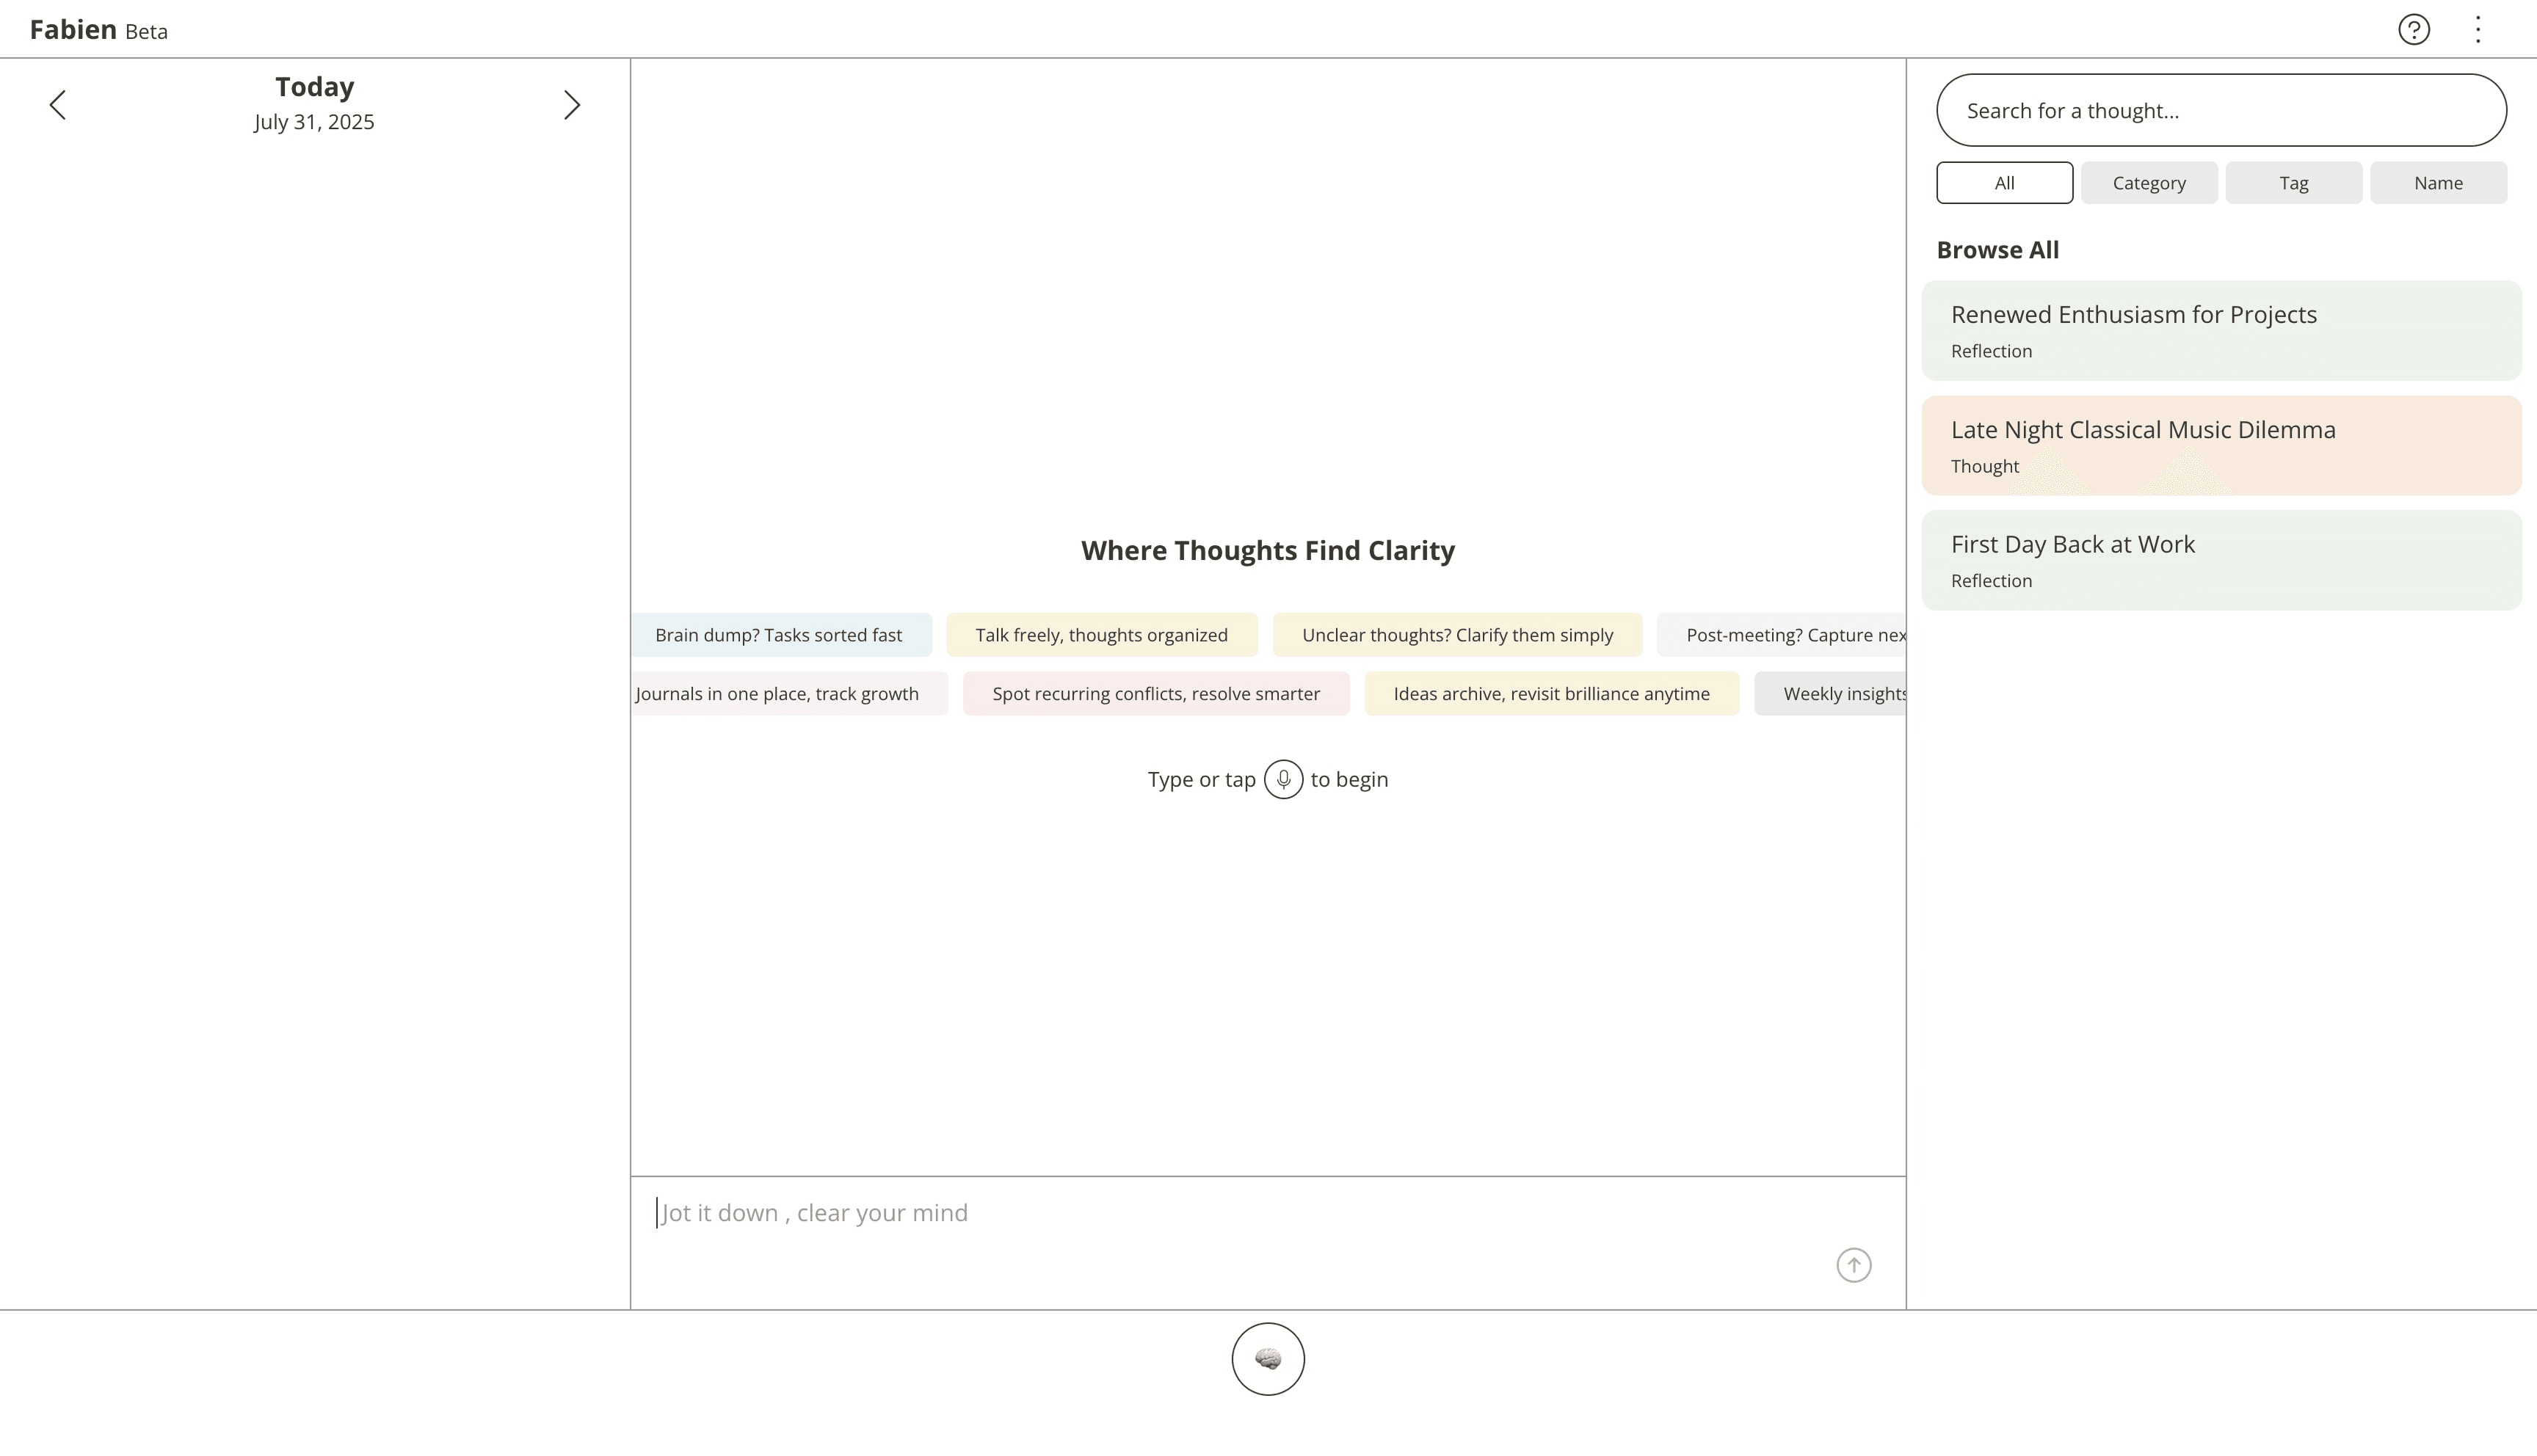 Fabien Beta
Today
July 31, 2025
Where Thoughts Find Clarity
Brain dump? Tasks sorted fast
Talk freely, thoughts organized
Unclear thoughts? Clarify them simply
Post-meeting? Capture nex
Journals in one place, track growth
Spot recurring conflicts, resolve smarter
Ideas archive, revisit brilliance anytime
Weekly insights
Type or tap to begin
Jot it down , clear your mind
Search for a thought...
All
Category
Tag
Name
Browse All
Renewed Enthusiasm for Projects
Reflection
Late Night Classical Music Dilemma
Thought
First Day Back at Work
Reflection